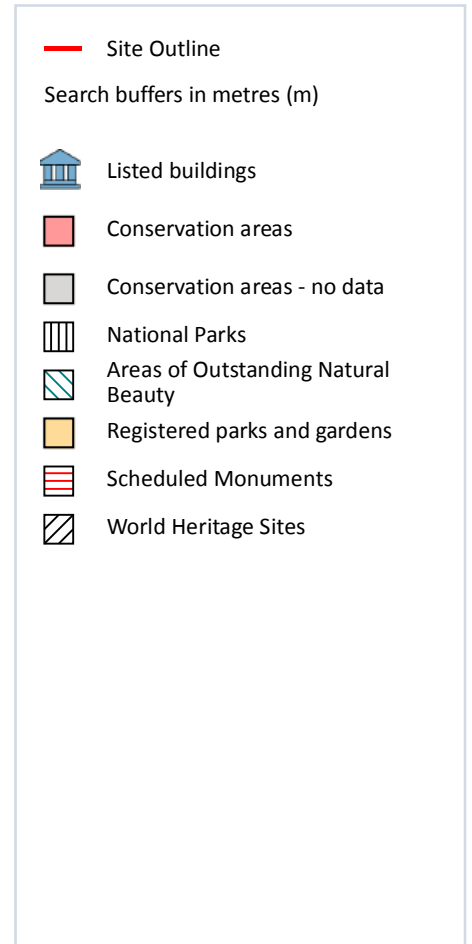 Site Outline
Search buffers in metres (m)
Listed buildings
Conservation areas
Conservation areas - no data
National Parks
Areas of Outstanding Natural
Beauty
Registered parks and gardens
Scheduled Monuments
World Heritage Sites